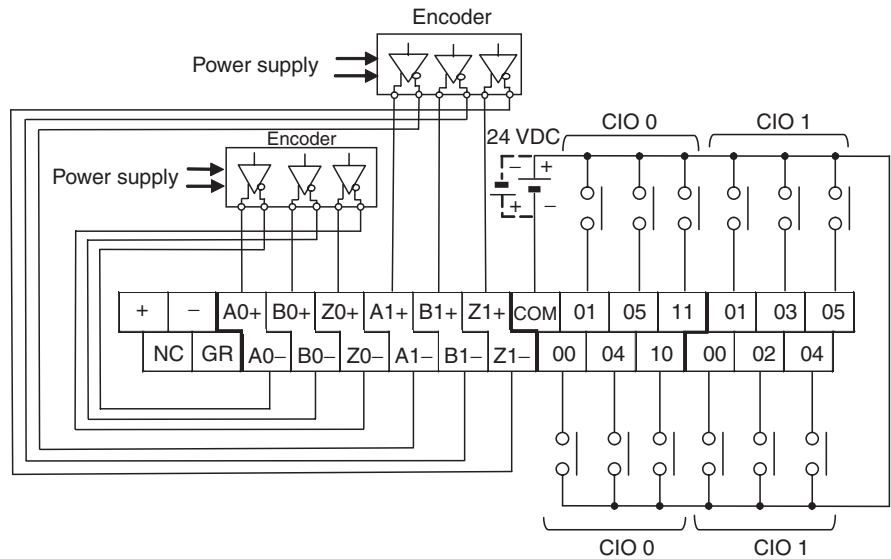 Encoder
Power supply
CIO 0 CIO 1
24 VDC
Encoder
Power supply
− +
+ −
+ − A0+ B0+ Z0+ A1+ B1+ Z1+ COM 01 05 11 01 03 05
NC GR A0− B0− Z0− A1− B1− Z1− 00 04 10 00 02 04
CIO 0 CIO 1